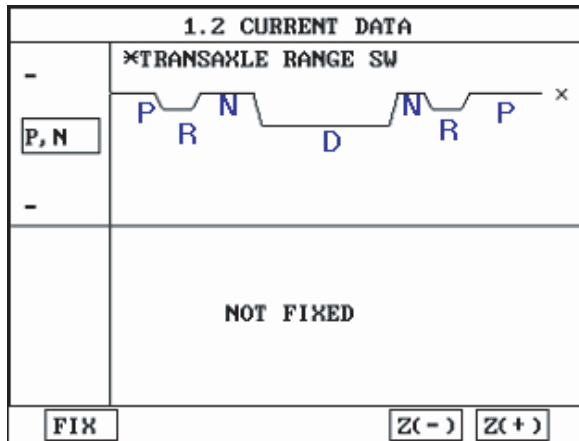 1.2 CURRENT DATA
*TRANSAXLE RANGE SW
-
P R N D N R P ×
P, N
-
NOT FIXED
FIX Z(-) Z(+)